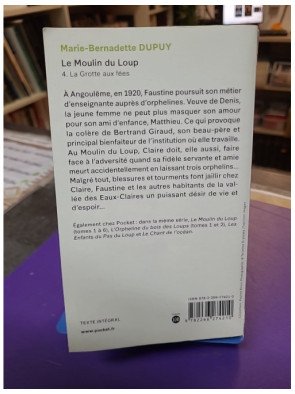 Marie-Bernadette DUPUY
Le Moulin du Loup
4. La Grotte aux fées
À Angoulême, en 1920, Faustine poursuit son métier
d'enseignante auprès d'orphelines. Veuve de Denis,
la jeune femme ne peut plus masquer son amour
pour son ami d'enfance, Matthieu. Ce qui provoque
la colère de Bertrand Giraud, son beau-père et
principal bienfaiteur de l'institution où elle travaille.
Au Moulin du Loup, Claire doit, elle aussi, faire
face à l'adversité quand sa fidèle servante et amie
meurt accidentellement en laissant trois orphelins...
Malgré tout, blessures et tourments font jaillir chez
Claire, Faustine et les autres habitants de la val-
lée des Eaux-Claires un puissant désir de vie et
d'espoir...
Également chez Pocket : dans la même série, Le Moulin du Loup
(tomes 1 à 6), L'Orpheline du Bois des Loups (tomes 1 et 2), Les
Enfants du Pas du Loup et Le Chant de l'océan.
TEXTE INTÉGRAL
www.pocket.fr